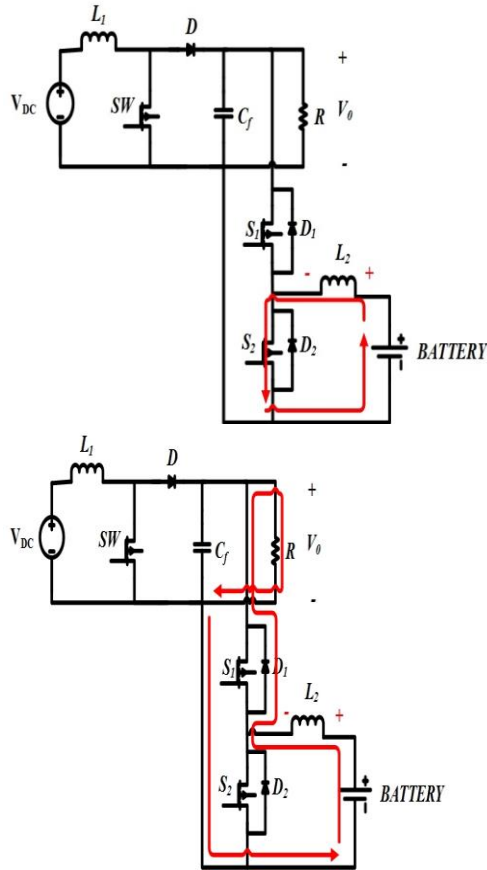 L1
D
+
VDC
SW
Cf
R
V0
-
S1
D1
L2
-
+
S2
D2
+
-
BATTERY
L1
D
+
VDC
SW
Cf
R
V0
-
S1
D1
L2
-
+
S2
D2
+
-
BATTERY